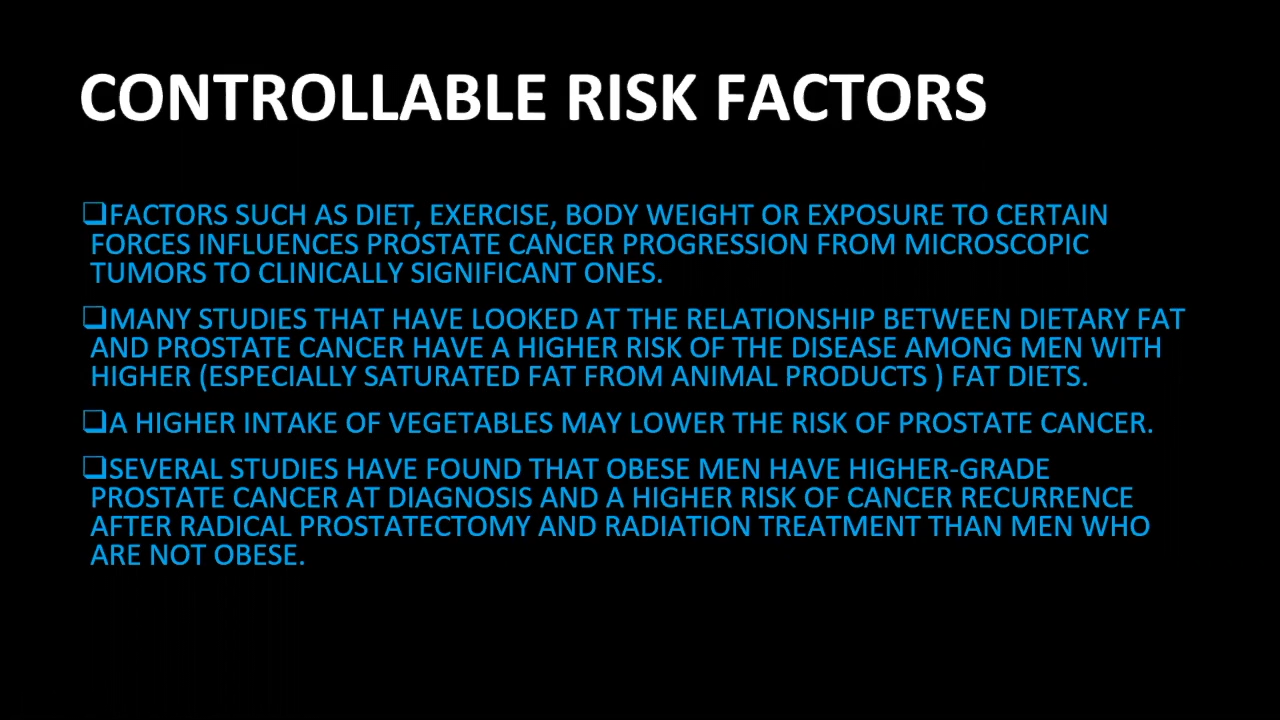 CONTROLLABLE RISK FACTORS
❑FACTORS SUCH AS DIET, EXERCISE, BODY WEIGHT OR EXPOSURE TO CERTAIN
FORCES INFLUENCES PROSTATE CANCER PROGRESSION FROM MICROSCOPIC
TUMORS TO CLINICALLY SIGNIFICANT ONES.
❑MANY STUDIES THAT HAVE LOOKED AT THE RELATIONSHIP BETWEEN DIETARY FAT
AND PROSTATE CANCER HAVE A HIGHER RISK OF THE DISEASE AMONG MEN WITH
HIGHER (ESPECIALLY SATURATED FAT FROM ANIMAL PRODUCTS ) FAT DIETS.
❑A HIGHER INTAKE OF VEGETABLES MAY LOWER THE RISK OF PROSTATE CANCER.
❑SEVERAL STUDIES HAVE FOUND THAT OBESE MEN HAVE HIGHER-GRADE
PROSTATE CANCER AT DIAGNOSIS AND A HIGHER RISK OF CANCER RECURRENCE
AFTER RADICAL PROSTATECTOMY AND RADIATION TREATMENT THAN MEN WHO
ARE NOT OBESE.